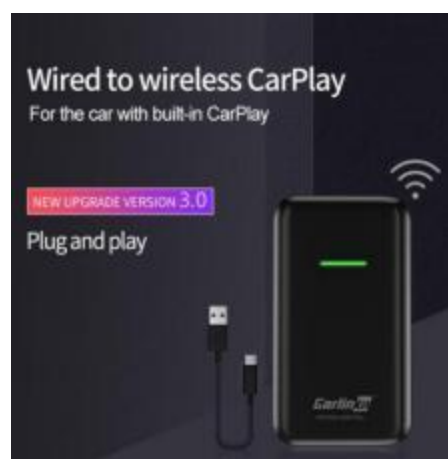 Wired to wireless CarPlay
For the car with built-in CarPlay
NEW UPGRADE VERSION 3.0
Plug and play